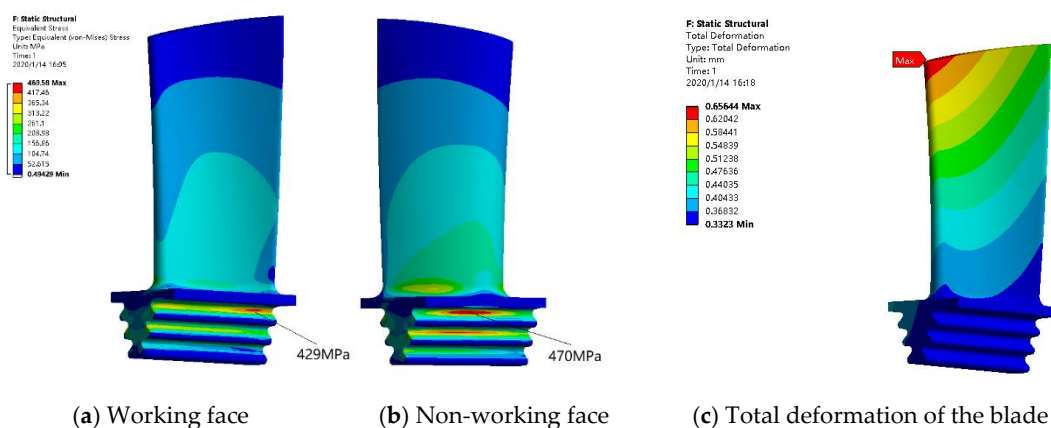 F: Static Structural
Equivalent Stress
Type: Equivalent (von-Mises) Stress
Unit: MPa
Time: 1
2020/1/14 16:05
469.58 Max
417.46
365.34
313.22
261.1
208.98
156.86
104.74
52.615
0.49429 Min
429MPa
470MPa
F: Static Structural
Total Deformation
Type: Total Deformation
Unit: mm
Time: 1
2020/1/14 16:18
0.65644 Max
0.62042
0.58441
0.54839
0.51238
0.47636
0.44035
0.40433
0.36832
0.3323 Min
Max
(a) Working face
(b) Non-working face
(c) Total deformation of the blade